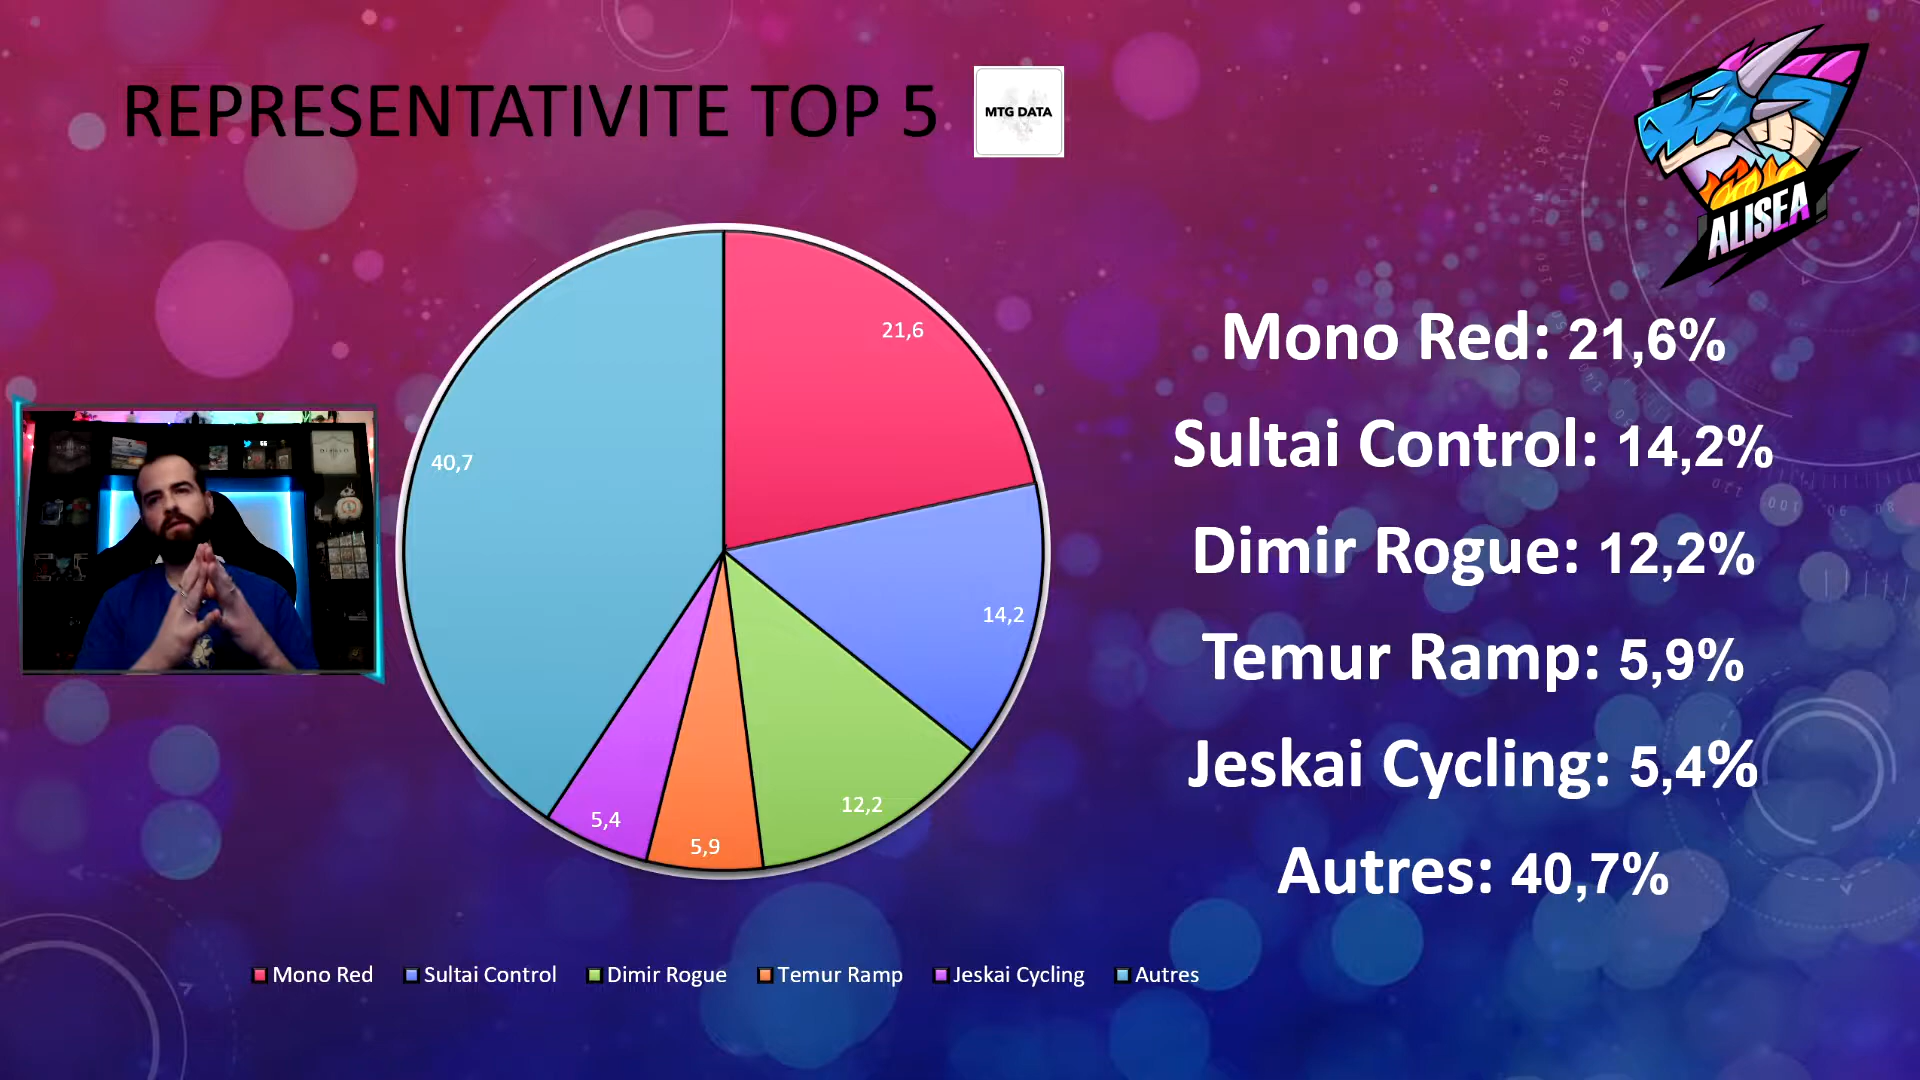 REPRESENTATIVITE TOP 5
MTG DATA
ALISEA
21,6
40,7
14,2
12,2
5,4
5,9
Mono Red: 21,6%
Sultai Control: 14,2%
Dimir Rogue: 12,2%
Temur Ramp: 5,9%
Jeskai Cycling: 5,4%
Autres: 40,7%
Mono Red Sultai Control Dimir Rogue Temur Ramp Jeskai Cycling Autres